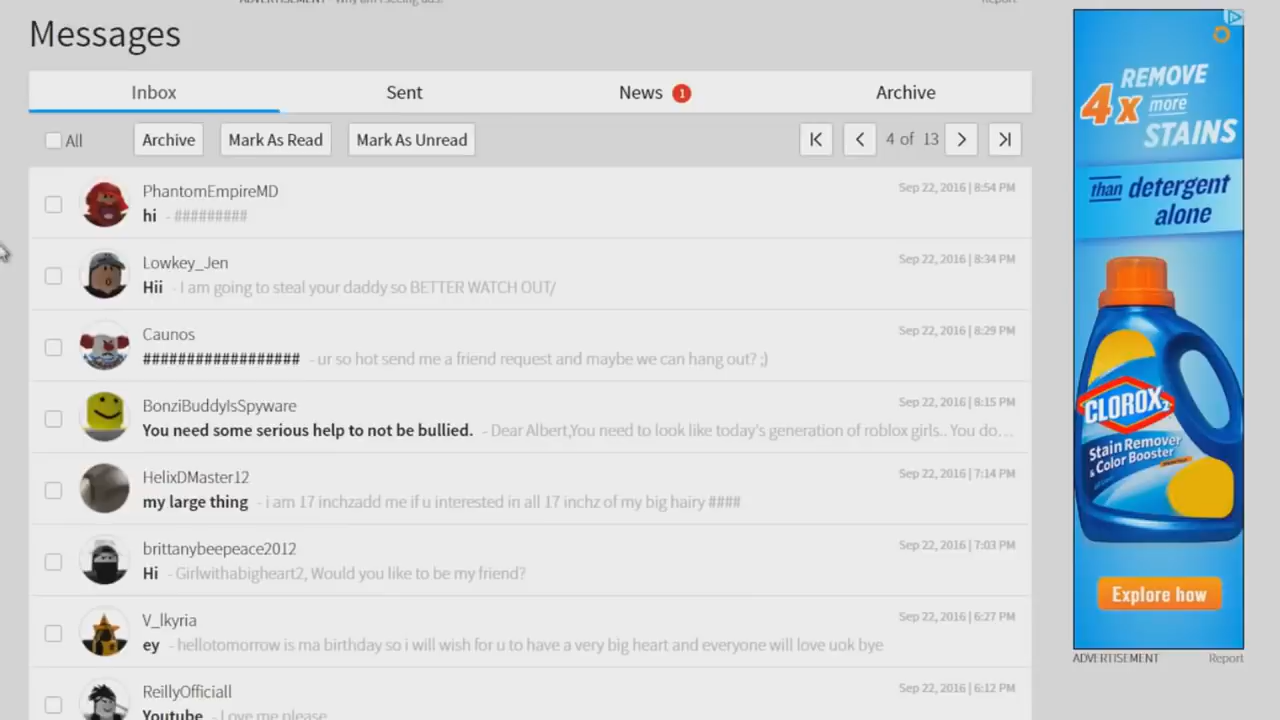 Messages
Inbox
Sent
News 1
Archive
All
Archive
Mark As Read
Mark As Unread
4 of 13
PhantomEmpireMD
Sep 22, 2016 | 8:54 PM
hi - #########
Lowkey_Jen
Sep 22, 2016 | 8:34 PM
Hii - I am going to steal your daddy so BETTER WATCH OUT/
Caunos
Sep 22, 2016 | 8:29 PM
################## - ur so hot send me a friend request and maybe we can hang out? ;)
BonziBuddyIsSpyware
Sep 22, 2016 | 8:15 PM
You need some serious help to not be bullied. - Dear Albert,You need to look like today's generation of roblox girls.. You do...
HelixDMaster12
Sep 22, 2016 | 7:14 PM
my large thing - i am 17 inchzadd me if u interested in all 17 inchz of my big hairy ####
brittanybeepeace2012
Sep 22, 2016 | 7:03 PM
Hi - Girlwithabigheart2, Would you like to be my friend?
V_lkyria
Sep 22, 2016 | 6:27 PM
ey - hellotomorrow is ma birthday so i will wish for u to have a very big heart and everyone will love uok bye
ReillyOfficiall
Sep 22, 2016 | 6:12 PM
Youtube - Love me please
REMOVE
4x more
STAINS
than detergent
alone
CLOROX2
Stain Remover
& Color Booster
Explore how
ADVERTISEMENT
Report